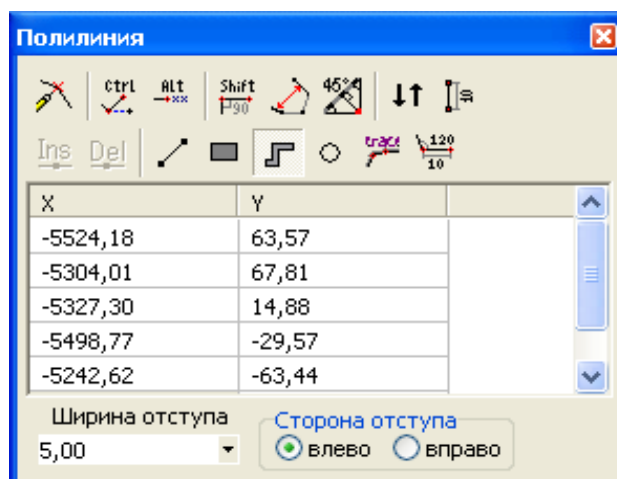 Полилиния
Ctrl Alt Shift 45°
90
Ins Del trace 120
10
X Y
-5524,18 63,57
-5304,01 67,81
-5327,30 14,88
-5498,77 -29,57
-5242,62 -63,44
Ширина отступа Сторона отступа
5,00 влево вправо